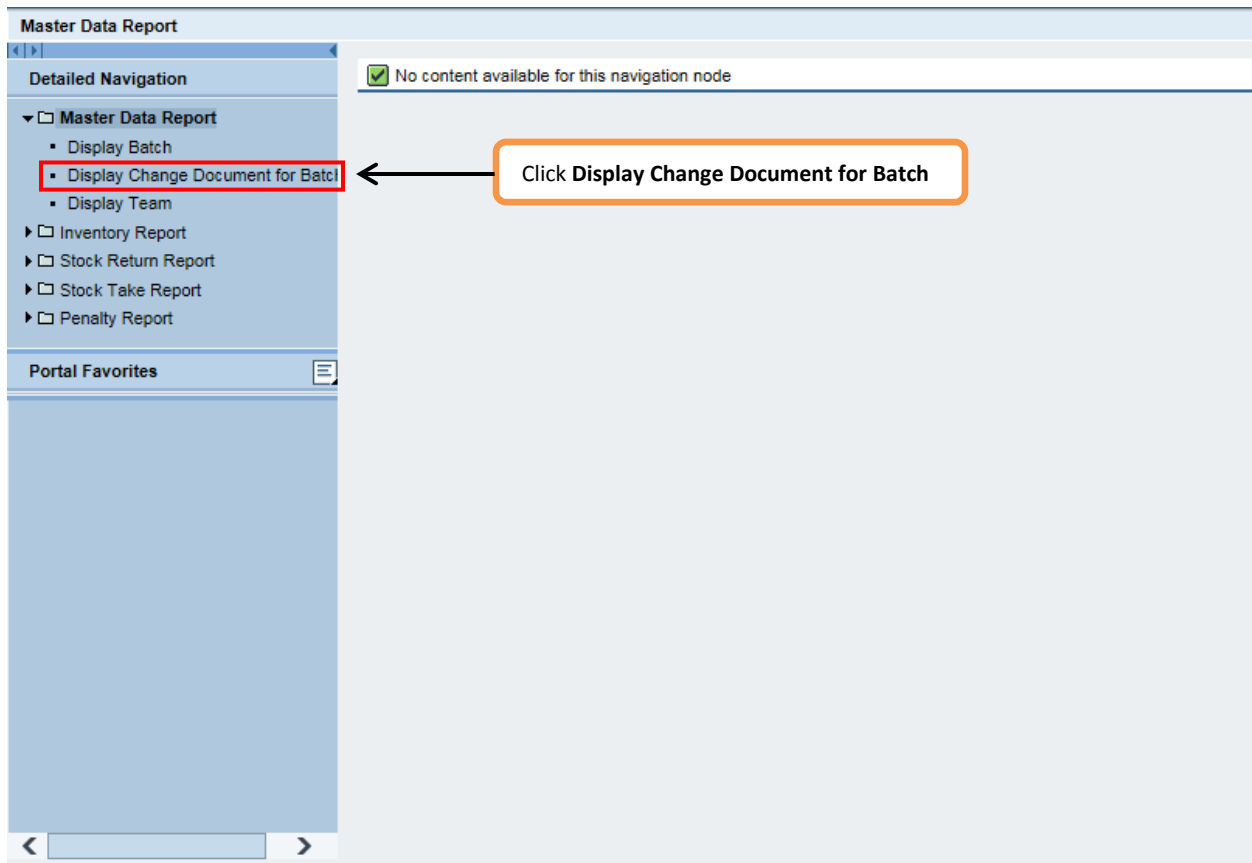 Master Data Report
Detailed Navigation
No content available for this navigation node
Master Data Report
Display Batch
Display Change Document for Batch
Click Display Change Document for Batch
Display Team
Inventory Report
Stock Return Report
Stock Take Report
Penalty Report
Portal Favorites